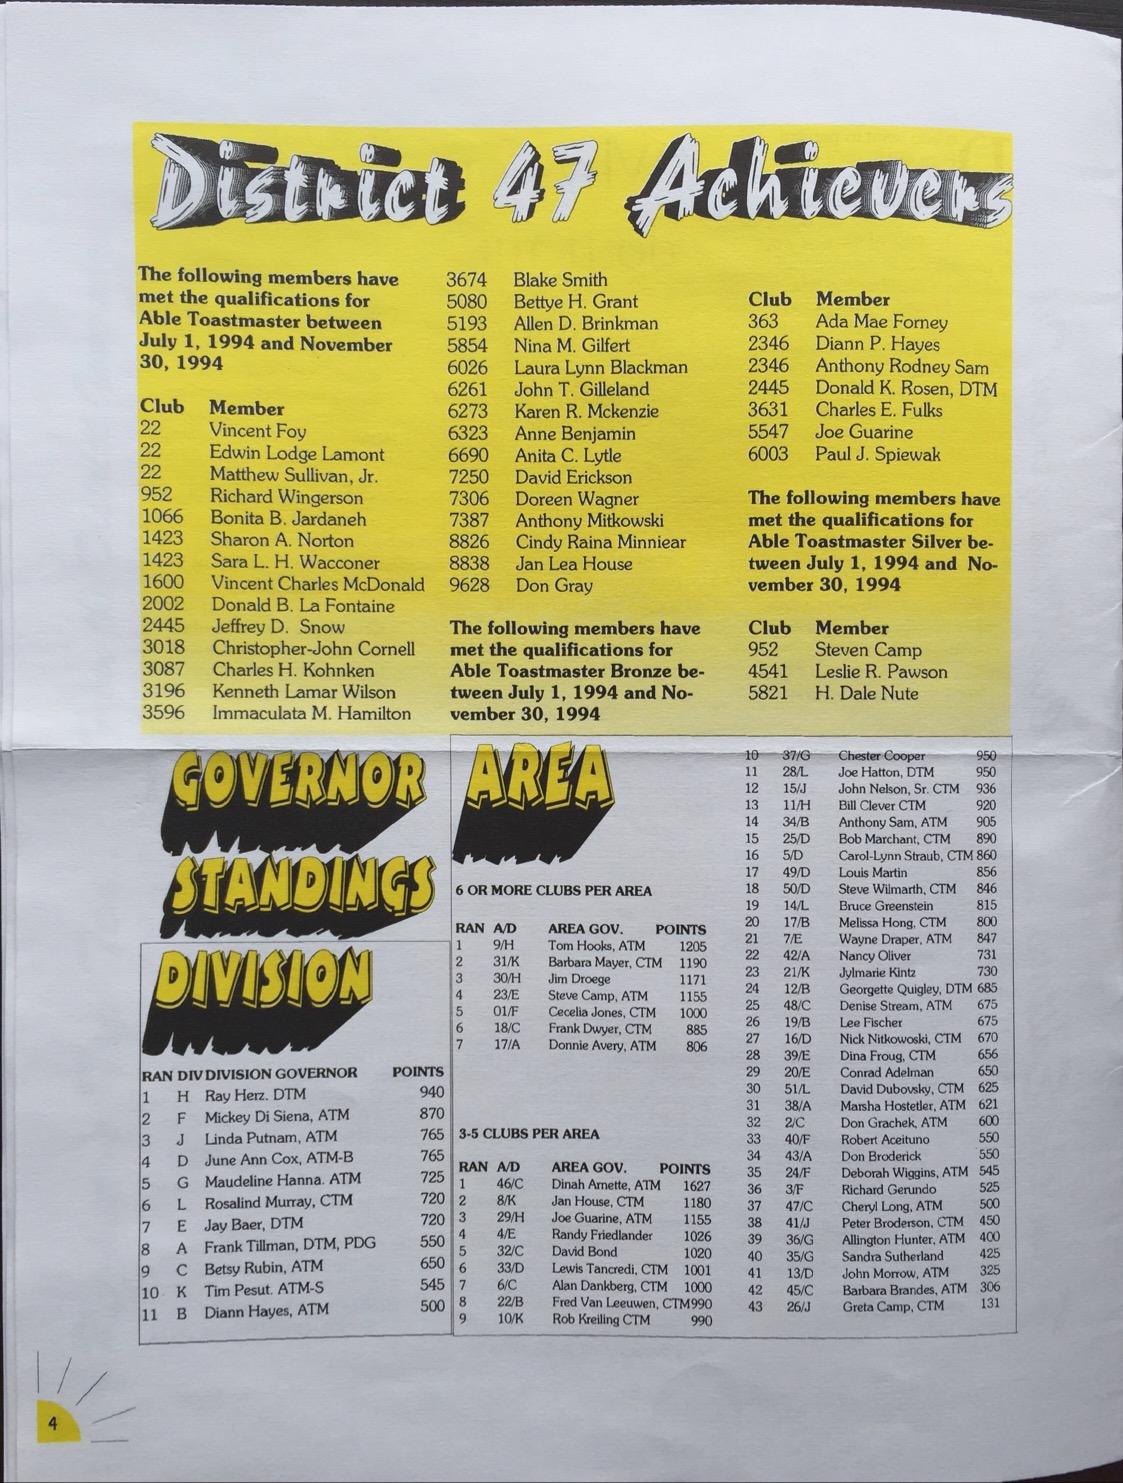 District 47 Achievers
The following members have
met the qualifications for
Able Toastmaster between
July 1, 1994 and November
30, 1994
Club Member
22 Vincent Foy
22 Edwin Lodge Lamont
22 Matthew Sullivan, Jr.
952 Richard Wingerson
1066 Bonita B. Jardaneh
1423 Sharon A. Norton
1423 Sara L. H. Wacconer
1600 Vincent Charles McDonald
2002 Donald B. La Fontaine
2445 Jeffrey D. Snow
3018 Christopher-John Cornell
3087 Charles H. Kohnken
3196 Kenneth Lamar Wilson
3596 Immaculata M. Hamilton
3674 Blake Smith
5080 Bettye H. Grant
5193 Allen D. Brinkman
5854 Nina M. Gilfert
6026 Laura Lynn Blackman
6261 John T. Gilleland
6273 Karen R. Mckenzie
6323 Anne Benjamin
6690 Anita C. Lytle
7250 David Erickson
7306 Doreen Wagner
7387 Anthony Mitkowski
8826 Cindy Raina Minniear
8838 Jan Lea House
9628 Don Gray
The following members have
met the qualifications for
Able Toastmaster Bronze be-
tween July 1, 1994 and No-
vember 30, 1994
Club Member
363 Ada Mae Forney
2346 Diann P. Hayes
2346 Anthony Rodney Sam
2445 Donald K. Rosen, DTM
3631 Charles E. Fulks
5547 Joe Guarine
6003 Paul J. Spiewak
The following members have
met the qualifications for
Able Toastmaster Silver be-
tween July 1, 1994 and No-
vember 30, 1994
Club Member
952 Steven Camp
4541 Leslie R. Pawson
5821 H. Dale Nute
GOVERNOR
STANDINGS
DIVISION
RAN DIV DIVISION GOVERNOR POINTS
1 H Ray Herz. DTM 940
2 F Mickey Di Siena, ATM 870
3 J Linda Putnam, ATM 765
4 D June Ann Cox, ATM-B 765
5 G Maudeline Hanna. ATM 725
6 L Rosalind Murray, CTM 720
7 E Jay Baer, DTM 720
8 A Frank Tillman, DTM, PDG 550
9 C Betsy Rubin, ATM 650
10 K Tim Pesut. ATM-S 545
11 B Diann Hayes, ATM 500
AREA
6 OR MORE CLUBS PER AREA
RAN A/D AREA GOV. POINTS
1 9/H Tom Hooks, ATM 1205
2 31/K Barbara Mayer, CTM 1190
3 30/H Jim Droege 1171
4 23/E Steve Camp, ATM 1155
5 01/F Cecelia Jones, CTM 1000
6 18/C Frank Dwyer, CTM 885
7 17/A Donnie Avery, ATM 806
3-5 CLUBS PER AREA
RAN A/D AREA GOV. POINTS
1 46/C Dinah Arnette, ATM 1627
2 8/K Jan House, CTM 1180
3 29/H Joe Guarine, ATM 1155
4 4/E Randy Friedlander 1026
5 32/C David Bond 1020
6 33/D Lewis Tancredi, CTM 1001
7 6/C Alan Dankberg, CTM 1000
8 22/B Fred Van Leeuwen, CTM 990
9 10/K Rob Kreiling CTM 990
10 37/G Chester Cooper 950
11 28/L Joe Hatton, DTM 950
12 15/J John Nelson, Sr. CTM 936
13 11/H Bill Clever CTM 920
14 34/B Anthony Sam, ATM 905
15 25/D Bob Marchant, CTM 890
16 5/D Carol-Lynn Straub, CTM 860
17 49/D Louis Martin 856
18 50/D Steve Wilmarth, CTM 846
19 14/L Bruce Greenstein 815
20 17/B Melissa Hong, CTM 800
21 7/E Wayne Draper, ATM 847
22 42/A Nancy Oliver 731
23 21/K Jylmarie Kintz 730
24 12/B Georgette Quigley, DTM 685
25 48/C Denise Stream, ATM 675
26 19/B Lee Fischer 675
27 16/D Nick Nitkowoski, CTM 670
28 39/E Dina Froug, CTM 656
29 20/E Conrad Adelman 650
30 51/L David Dubovsky, CTM 625
31 38/A Marsha Hostetler, ATM 621
32 2/C Don Grachek, ATM 600
33 40/F Robert Aceituno 550
34 43/A Don Broderick 550
35 24/F Deborah Wiggins, ATM 545
36 3/F Richard Gerundo 525
37 47/C Cheryl Long, ATM 500
38 41/J Peter Broderson, CTM 450
39 36/G Allington Hunter, ATM 400
40 35/G Sandra Sutherland 425
41 13/D John Morrow, ATM 325
42 45/C Barbara Brandes, ATM 306
43 26/J Greta Camp, CTM 131
4